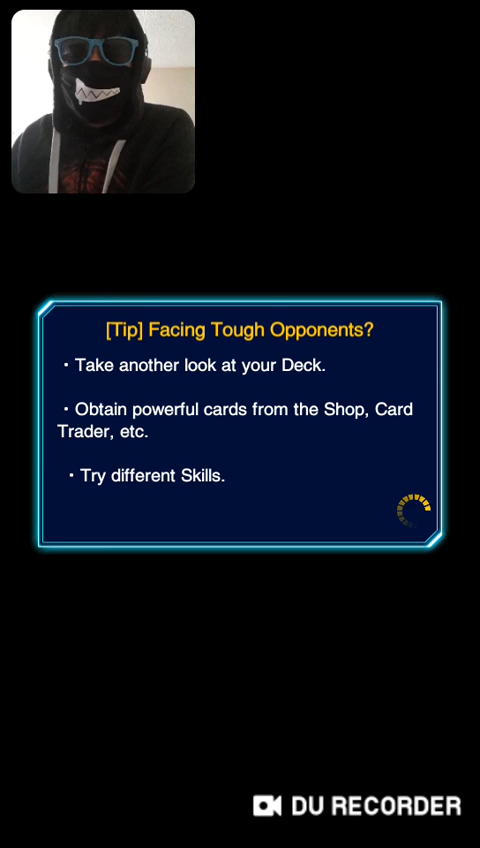 [Tip] Facing Tough Opponents?
・Take another look at your Deck.
・Obtain powerful cards from the Shop, Card
Trader, etc.
・Try different Skills.
DU RECORDER